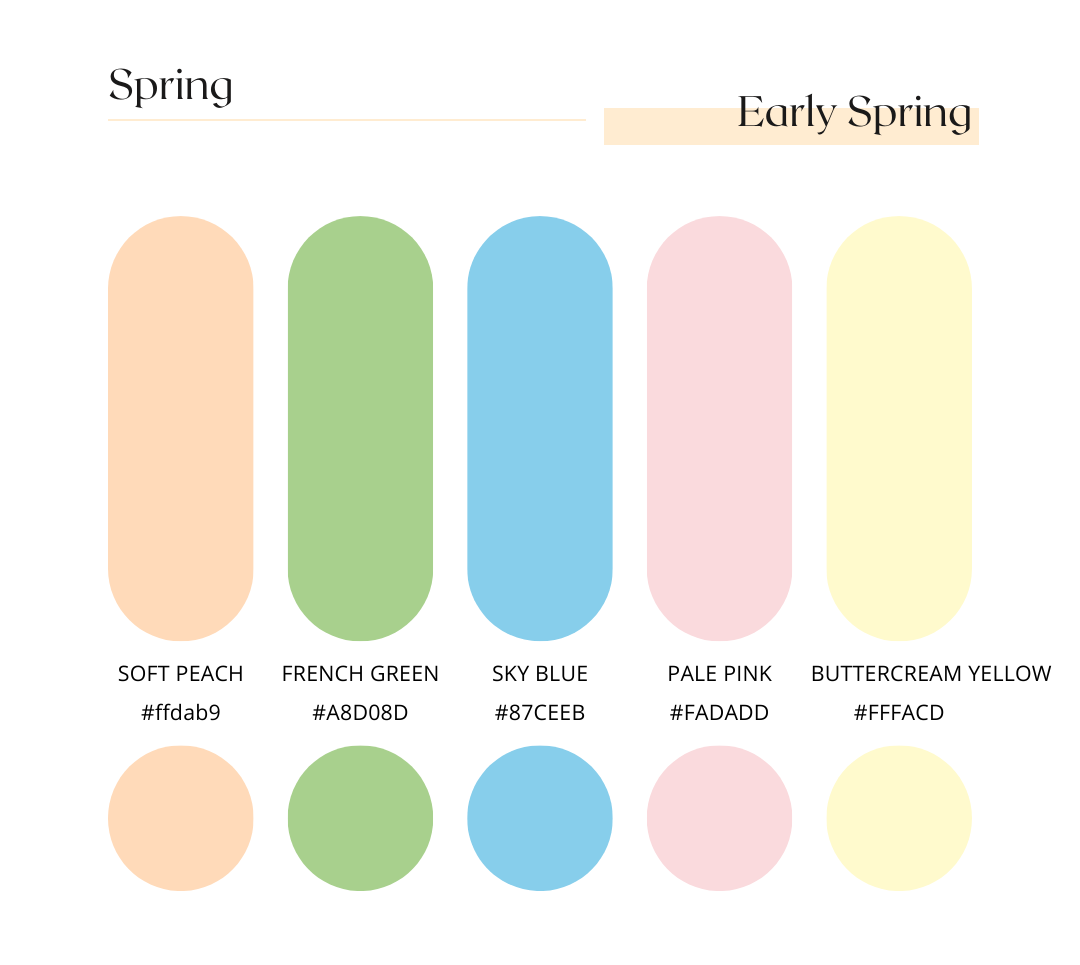 Spring
Early Spring
SOFT PEACH
FRENCH GREEN
SKY BLUE
PALE PINK
BUTTERCREAM YELLOW
#ffdab9
#A8D08D
#87CEEB
#FADADD
#FFFACD